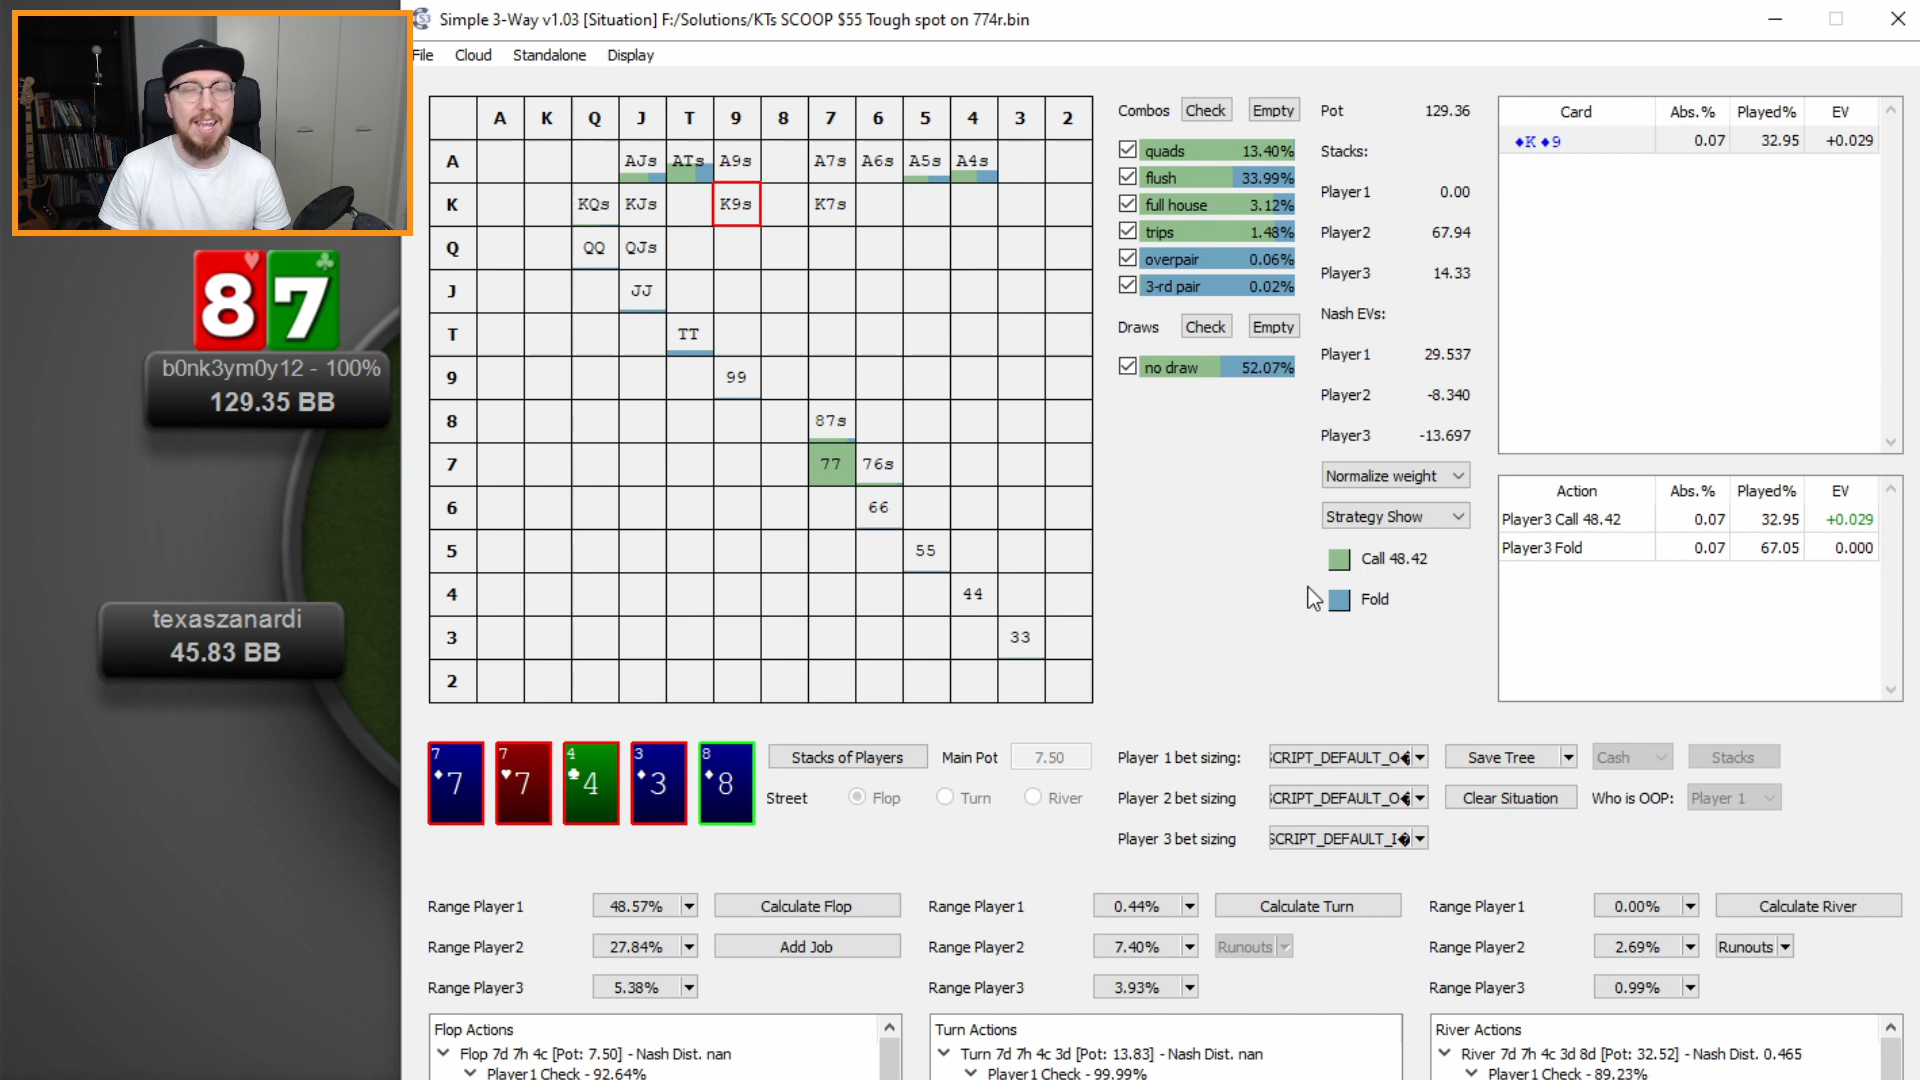 Simple 3-Way v1.03 [Situation] F:/Solutions/KTs SCOOP $55 Tough spot on 774r.bin
File Cloud Standalone Display
A K Q J T 9 8 7 6 5 4 3 2
A AJs ATs A9s A7s A6s A5s A4s
K KQs KJs K9s K7s
Q QQ QJs
J JJ
T TT
9 99
8 87s
7 77 76s
6 66
5 55
4 44
3 33
2
Combos Check Empty
quads 13.40%
flush 33.99%
full house 3.12%
trips 1.48%
overpair 0.06%
3-rd pair 0.02%
Draws Check Empty
no draw 52.07%
Pot 129.36
Stacks:
Player1 0.00
Player2 67.94
Player3 14.33
Nash EVs:
Player1 29.537
Player2 -8.340
Player3 -13.697
Normalize weight
Strategy Show
Call 48.42
Fold
Card Abs.% Played% EV
♦K ♦9 0.07 32.95 +0.029
Action Abs.% Played% EV
Player3 Call 48.42 0.07 32.95 +0.029
Player3 Fold 0.07 67.05 0.000
8 7
b0nk3ym0y12 - 100%
129.35 BB
texaszanardi
45.83 BB
7 7 4 3 8
7 7 4 3 8
Stacks of Players Main Pot 7.50
Street Flop Turn River
Player 1 bet sizing: SCRIPT_DEFAULT_O� Save Tree Cash Stacks
Player 2 bet sizing SCRIPT_DEFAULT_O� Clear Situation Who is OOP: Player 1
Player 3 bet sizing SCRIPT_DEFAULT_I�
Range Player1 48.57% Calculate Flop
Range Player2 27.84% Add Job
Range Player3 5.38%
Range Player1 0.44% Calculate Turn
Range Player2 7.40% Runouts
Range Player3 3.93%
Range Player1 0.00% Calculate River
Range Player2 2.69% Runouts
Range Player3 0.99%
Flop Actions
Flop 7d 7h 4c [Pot: 7.50] - Nash Dist. nan
Player1 Check - 92.64%
Turn Actions
Turn 7d 7h 4c 3d [Pot: 13.83] - Nash Dist. nan
Player1 Check - 99.99%
River Actions
River 7d 7h 4c 3d 8d [Pot: 32.52] - Nash Dist. 0.465
Player1 Check - 89.23%